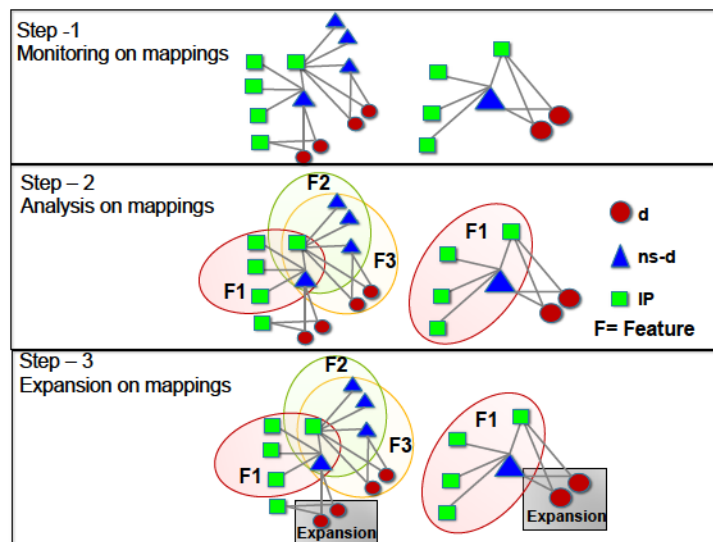 Step -1
Monitoring on mappings
Step – 2
Analysis on mappings
F2
F3
F1
F1
d
ns-d
IP
F= Feature
Step – 3
Expansion on mappings
F2
F3
F1
F1
Expansion
Expansion